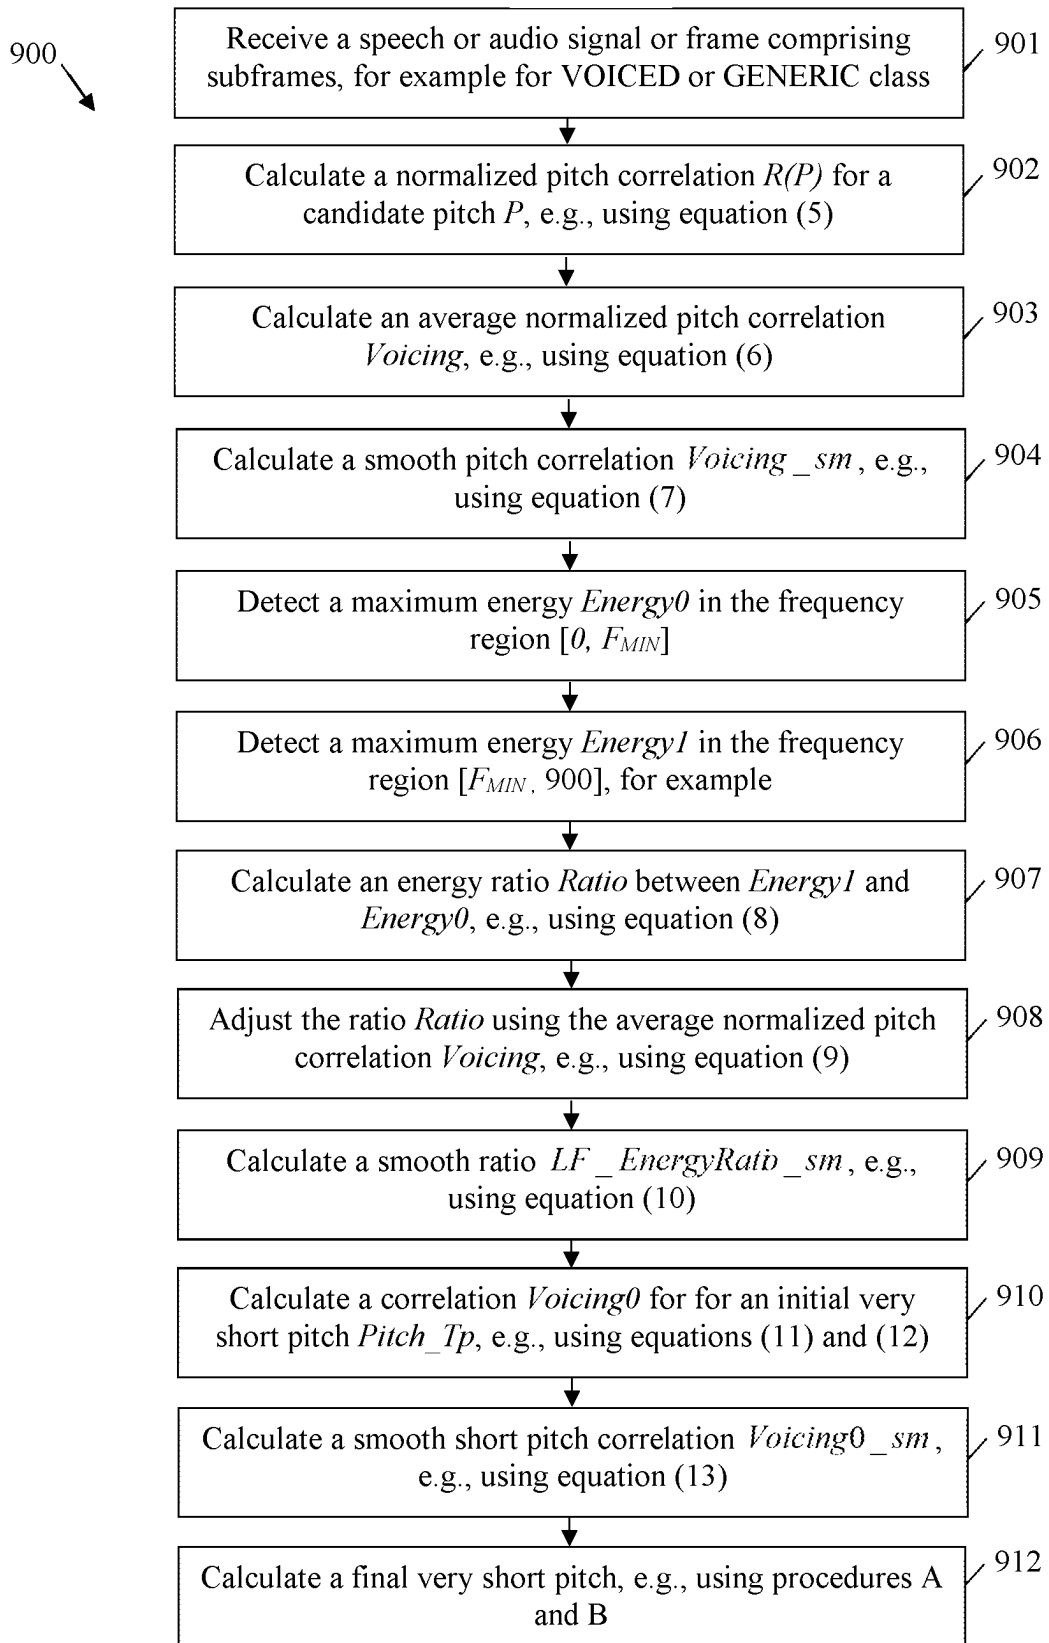 900
Receive a speech or audio signal or frame comprising
subframes, for example for VOICED or GENERIC class
901
Calculate a normalized pitch correlation R(P) for a
candidate pitch P, e.g., using equation (5)
902
Calculate an average normalized pitch correlation
Voicing, e.g., using equation (6)
903
Calculate a smooth pitch correlation Voicing_sm, e.g.,
using equation (7)
904
Detect a maximum energy Energy0 in the frequency
region [0, FMIN]
905
Detect a maximum energy Energy1 in the frequency
region [FMIN, 900], for example
906
Calculate an energy ratio Ratio between Energy1 and
Energy0, e.g., using equation (8)
907
Adjust the ratio Ratio using the average normalized pitch
correlation Voicing, e.g., using equation (9)
908
Calculate a smooth ratio LF_EnergyRatio_sm, e.g.,
using equation (10)
909
Calculate a correlation Voicing0 for for an initial very
short pitch Pitch_Tp, e.g., using equations (11) and (12)
910
Calculate a smooth short pitch correlation Voicing0_sm,
e.g., using equation (13)
911
Calculate a final very short pitch, e.g., using procedures A
and B
912